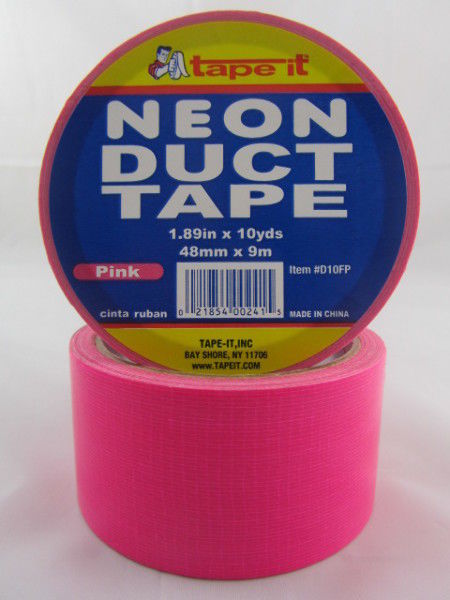 tape it
NEON
DUCT
TAPE
1.89in x 10yds
48mm x 9m
Pink
Item #D10FP
cinta ruban
0 21854 00241 5
MADE IN CHINA
TAPE-IT,INC
BAY SHORE, NY 11706
www.TAPEIT.COM